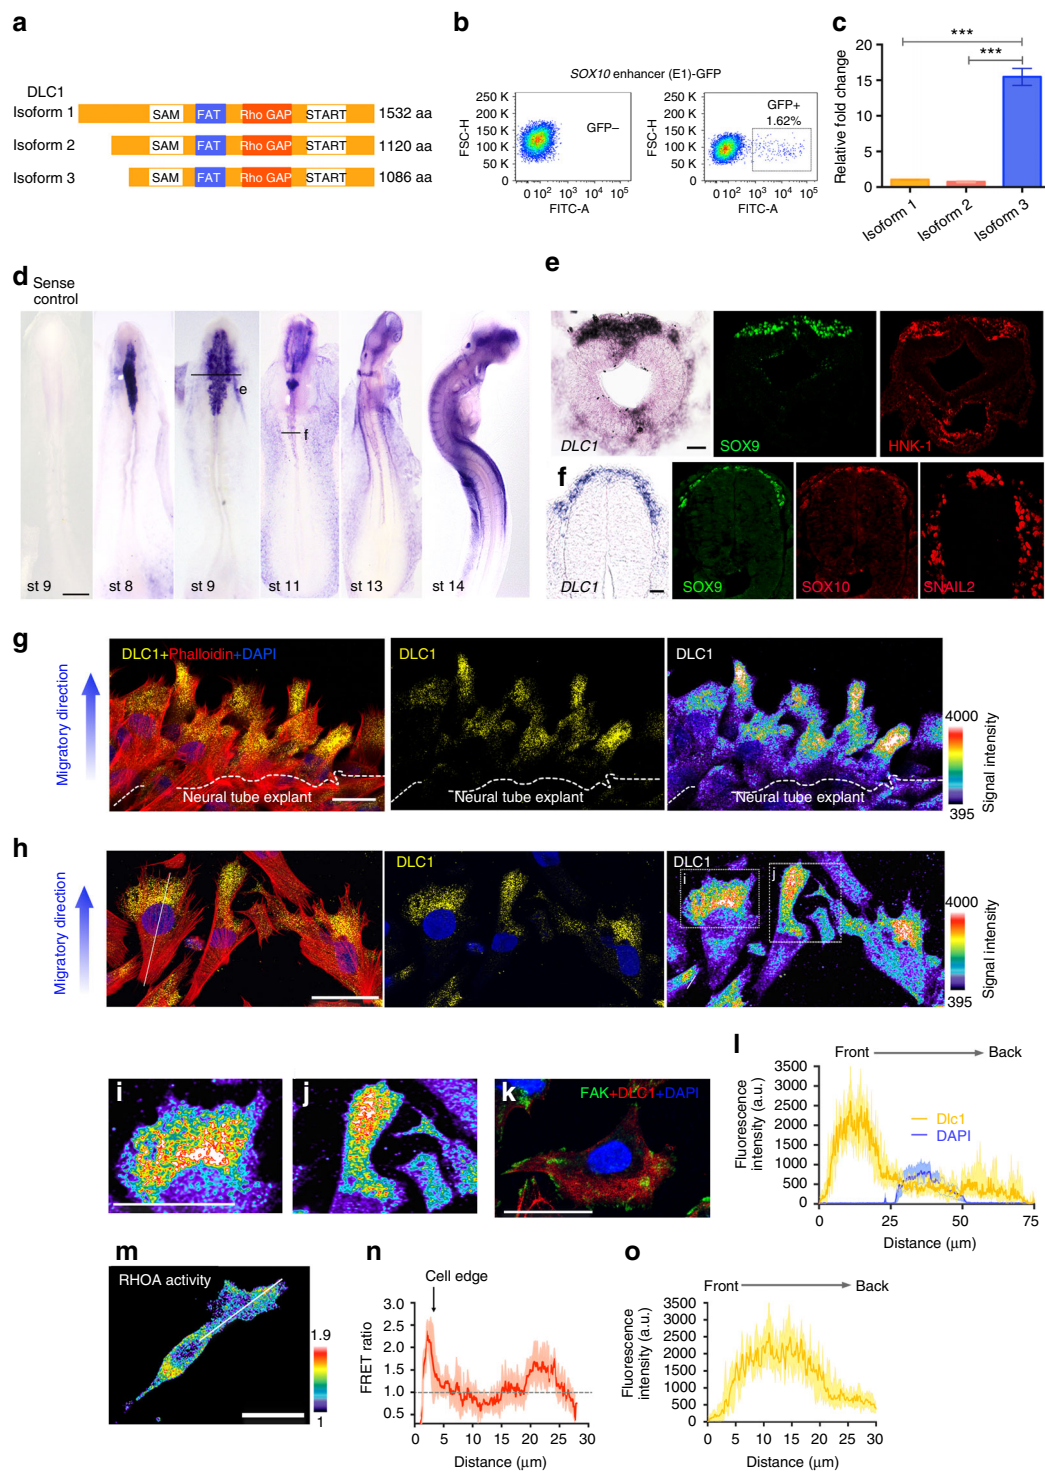 a
DLC1
Isoform 1 SAM FAT Rho GAP START 1532 aa
Isoform 2 SAM FAT Rho GAP START 1120 aa
Isoform 3 SAM FAT Rho GAP START 1086 aa
b
SOX10 enhancer (E1)-GFP
FSC-H
250 K
200 K
150 K
100 K
50 K
GFP–
0 10² 10³ 10⁴ 10⁵
FITC-A
FSC-H
250 K
200 K
150 K
100 K
50 K
GFP+
1.62%
0 10² 10³ 10⁴ 10⁵
FITC-A
c
Relative fold change
20
15
10
5
0
***
***
Isoform 1
Isoform 2
Isoform 3
d
Sense
control
st 9
st 8
st 9
e
st 11
f
st 13
st 14
e
DLC1
SOX9
HNK-1
f
DLC1
SOX9
SOX10
SNAIL2
g
Migratory direction
DLC1+Phalloidin+DAPI
Neural tube explant
DLC1
Neural tube explant
DLC1
Neural tube explant
4000
395
Signal intensity
h
Migratory direction
DLC1
DLC1
i
j
4000
395
Signal intensity
i
j
k
FAK+DLC1+DAPI
l
Front
Back
Fluorescence
intensity (a.u.)
3500
3000
2500
2000
1500
1000
500
0
Dlc1
DAPI
0 25 50 75
Distance (μm)
m
RHOA activity
1.9
1
n
Cell edge
FRET ratio
3.0
2.5
2.0
1.5
1.0
0.5
0 5 10 15 20 25 30
Distance (μm)
o
Front
Back
Fluorescence
intensity (a.u.)
3500
3000
2500
2000
1500
1000
500
0
0 5 10 15 20 25 30
Distance (μm)